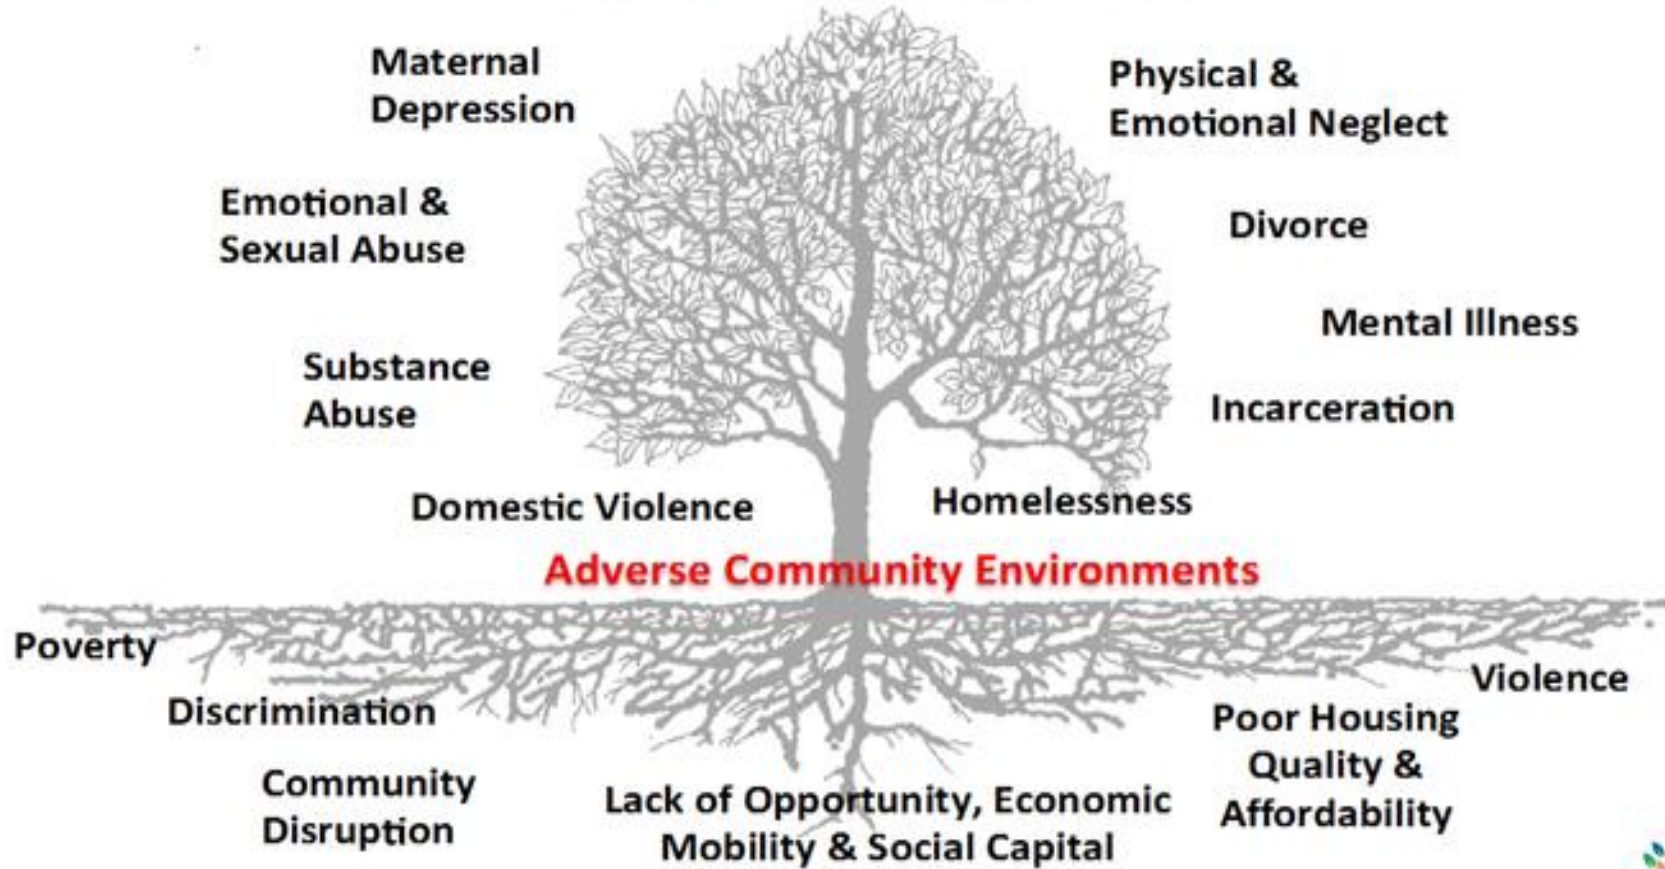 Maternal
Depression
Physical &
Emotional Neglect
Emotional &
Sexual Abuse
Divorce
Mental Illness
Substance
Abuse
Incarceration
Domestic Violence
Homelessness
Adverse Community Environments
Poverty
Violence
Discrimination
Poor Housing
Quality &
Affordability
Community
Disruption
Lack of Opportunity, Economic
Mobility & Social Capital